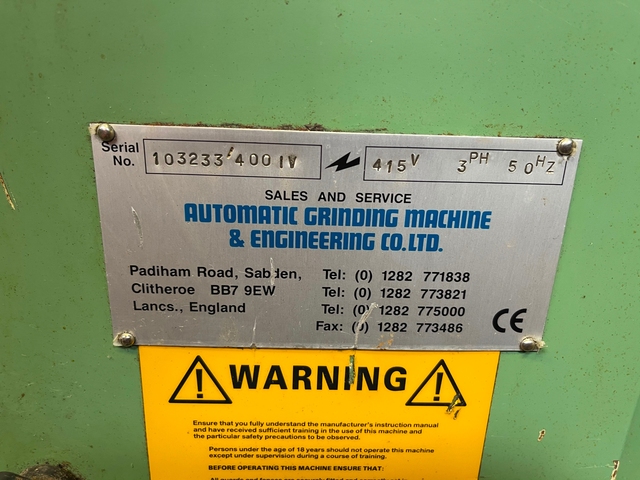 Serial No. 103233/400IV 415V 3PH 50HZ
SALES AND SERVICE
AUTOMATIC GRINDING MACHINE
& ENGINEERING CO.LTD.
Padiham Road, Sabden, Tel: (0) 1282 771838
Clitheroe BB7 9EW Tel: (0) 1282 773821
Lancs., England Tel: (0) 1282 775000
Fax: (0) 1282 773486
CE
WARNING
Ensure that you fully understand the manufacturer's instruction manual
and have received sufficient training in the use of this machine and
the particular safety precautions to be observed.
Persons under the age of 18 years should not operate this machine
except under supervision during a course of training.
BEFORE OPERATING THIS MACHINE ENSURE THAT: